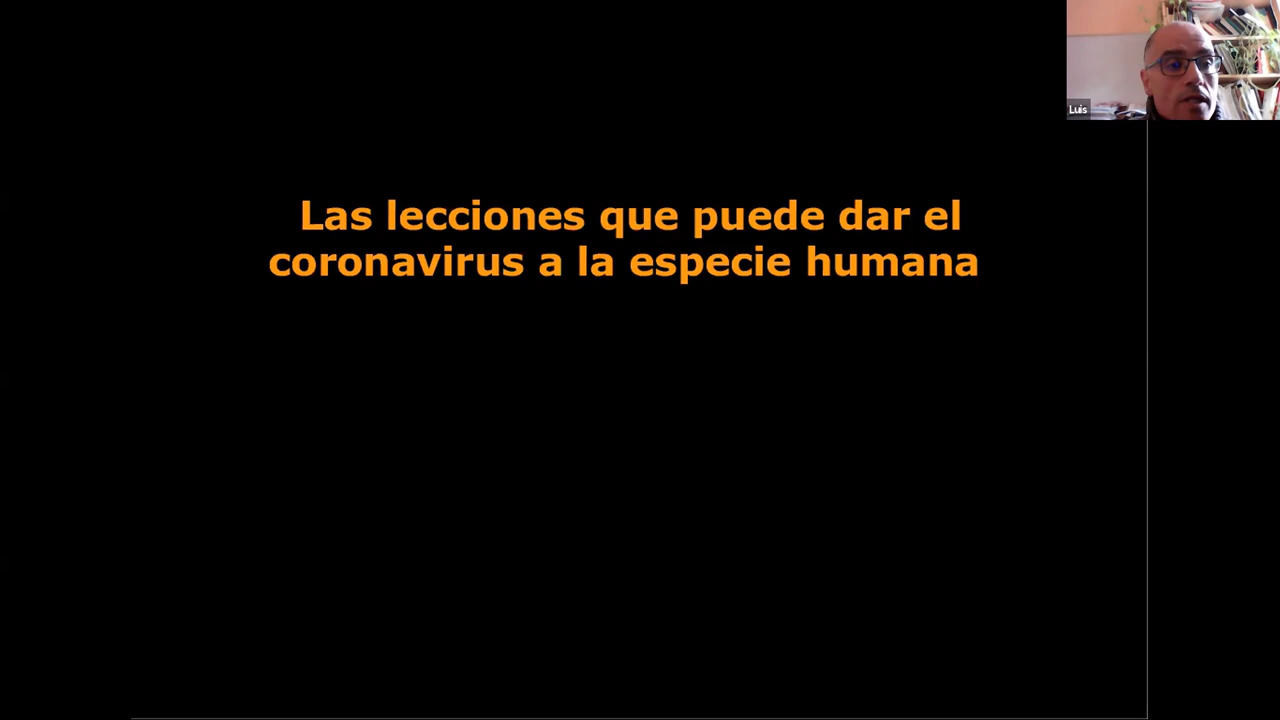 Luis
Las lecciones que puede dar el
coronavirus a la especie humana